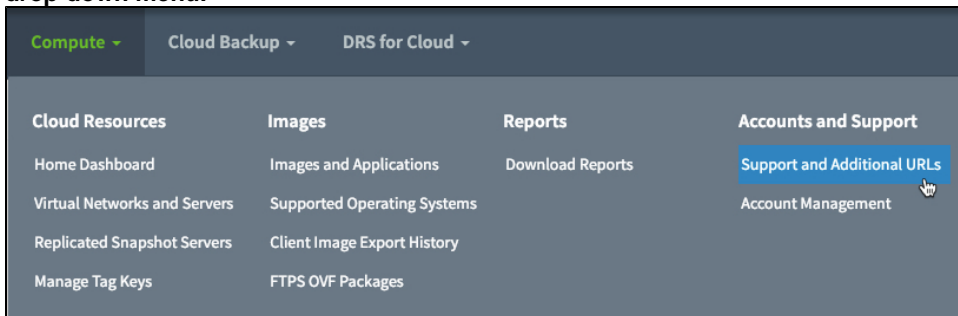 drop-down menu.
Compute Cloud Backup DRS for Cloud
Cloud Resources Images Reports Accounts and Support
Home Dashboard Images and Applications Download Reports Support and Additional URLs
Virtual Networks and Servers Supported Operating Systems Account Management
Replicated Snapshot Servers Client Image Export History
Manage Tag Keys FTPS OVF Packages